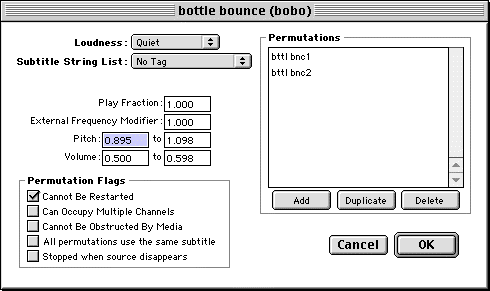 bottle bounce (bobo)
Loudness: Quiet
Subtitle String List: No Tag
Play Fraction: 1.000
External Frequency Modifier: 1.000
Pitch: 0.895 to 1.098
Volume: 0.500 to 0.598
Permutation Flags
Cannot Be Restarted
Can Occupy Multiple Channels
Cannot Be Obstructed By Media
All permutations use the same subtitle
Stopped when source disappears
Permutations
bttl bnc1
bttl bnc2
Add Duplicate Delete
Cancel OK